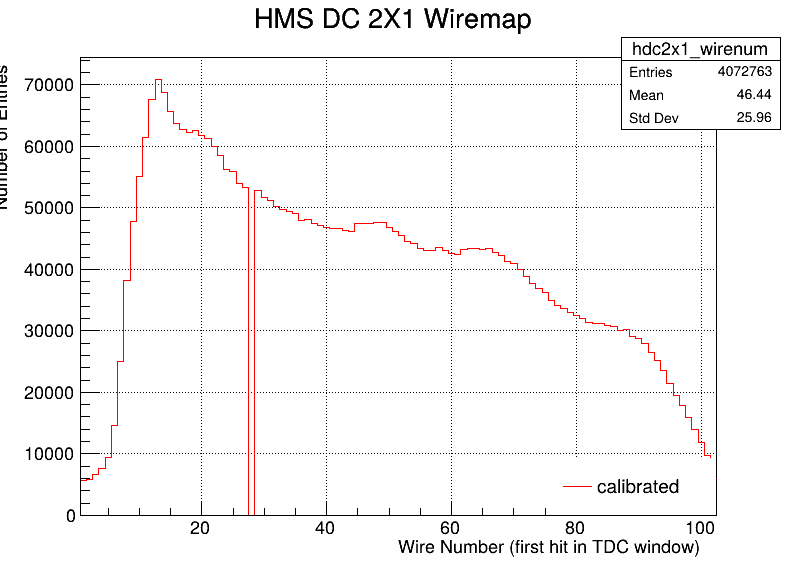 HMS DC 2X1 Wiremap
hdc2x1_wirenum
Entries 4072763
Mean 46.44
Std Dev 25.96
Number of Entries
70000
60000
50000
40000
30000
20000
10000
0
20 40 60 80 100
calibrated
Wire Number (first hit in TDC window)